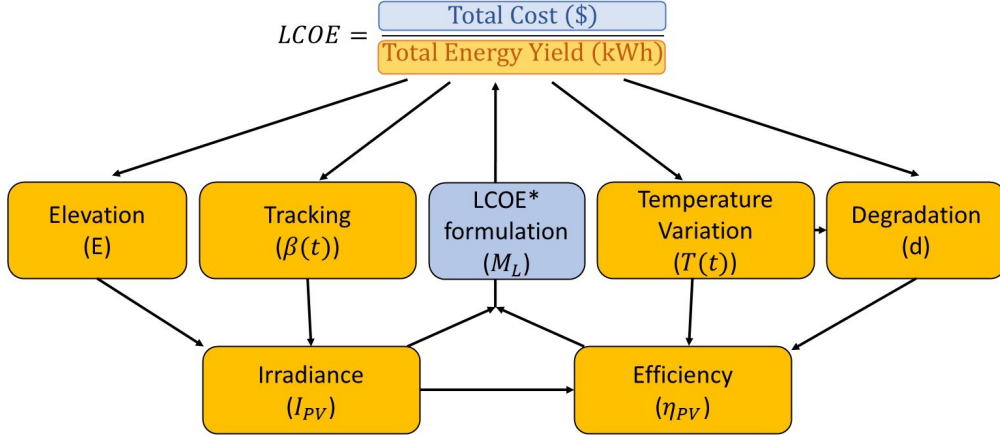 LCOE = Total Cost ($) / Total Energy Yield (kWh)
Elevation
(E)
Tracking
(β(t))
LCOE*
formulation
(M_L)
Temperature
Variation
(T(t))
Degradation
(d)
Irradiance
(I_PV)
Efficiency
(η_PV)